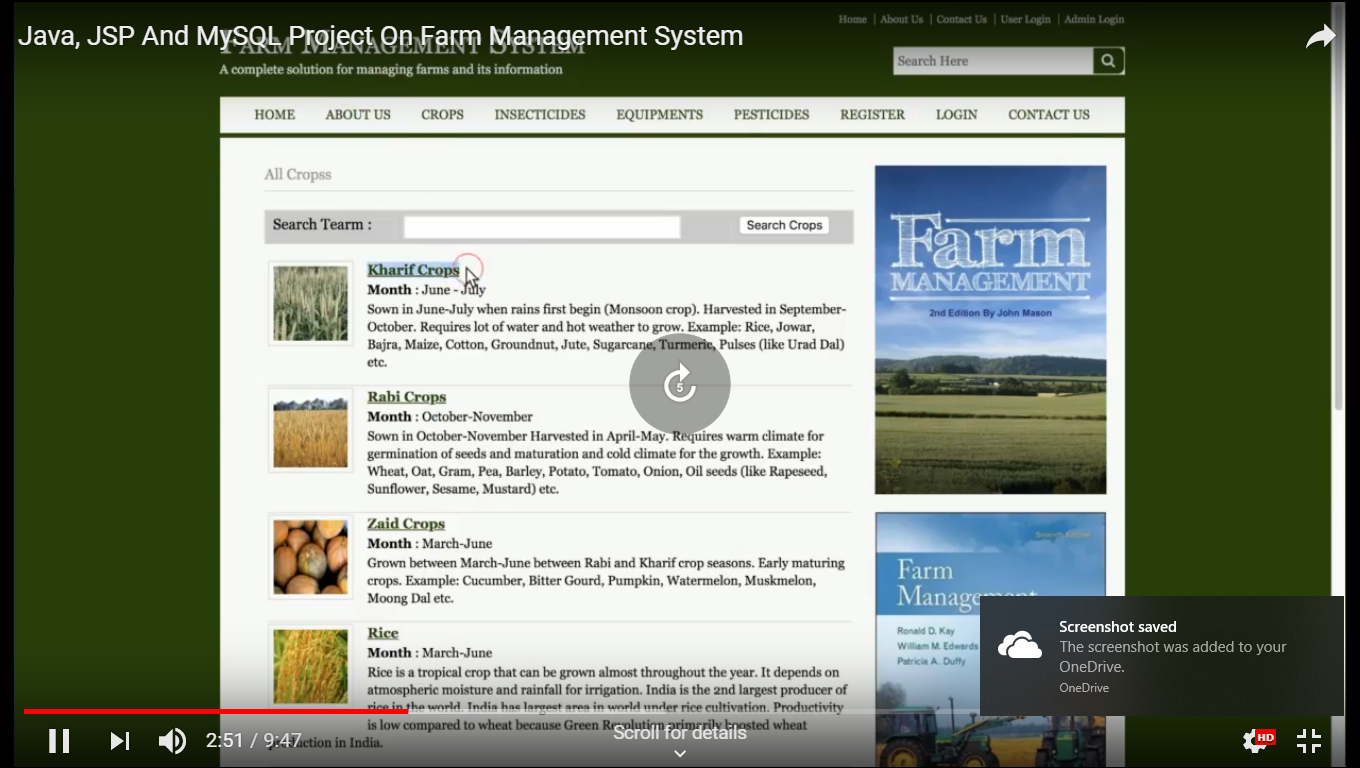 Java, JSP And MySQL Project On Farm Management System
Home | About Us | Contact Us | User Login | Admin Login
FARM MANAGEMENT SYSTEM
A complete solution for managing farms and its information
Search Here
HOME ABOUT US CROPS INSECTICIDES EQUIPMENTS PESTICIDES REGISTER LOGIN CONTACT US
All Cropss
Search Tearm :
Search Crops
Kharif Crops
Month : June - July
Sown in June-July when rains first begin (Monsoon crop). Harvested in September-
October. Requires lot of water and hot weather to grow. Example: Rice, Jowar,
Bajra, Maize, Cotton, Groundnut, Jute, Sugarcane, Turmeric, Pulses (like Urad Dal)
etc.
5
Rabi Crops
Month : October-November
Sown in October-November Harvested in April-May. Requires warm climate for
germination of seeds and maturation and cold climate for the growth. Example:
Wheat, Oat, Gram, Pea, Barley, Potato, Tomato, Onion, Oil seeds (like Rapeseed,
Sunflower, Sesame, Mustard) etc.
Zaid Crops
Month : March-June
Grown between March-June between Rabi and Kharif crop seasons. Early maturing
crops. Example: Cucumber, Bitter Gourd, Pumpkin, Watermelon, Muskmelon,
Moong Dal etc.
Rice
Month : March-June
Rice is a tropical crop that can be grown almost throughout the year. It depends on
atmospheric moisture and rainfall for irrigation. India is the 2nd largest producer of
rice in the world. India has largest area in world under rice cultivation. Productivity
is low compared to wheat because Green Revolution primarily boosted wheat
production in India.
Farm
MANAGEMENT
2nd Edition By John Mason
Seventh Edition
Farm
Management
Ronald D. Kay
William M. Edwards
Patricia A. Duffy
Screenshot saved
The screenshot was added to your
OneDrive.
OneDrive
2:51 / 9:47
Scroll for details
HD